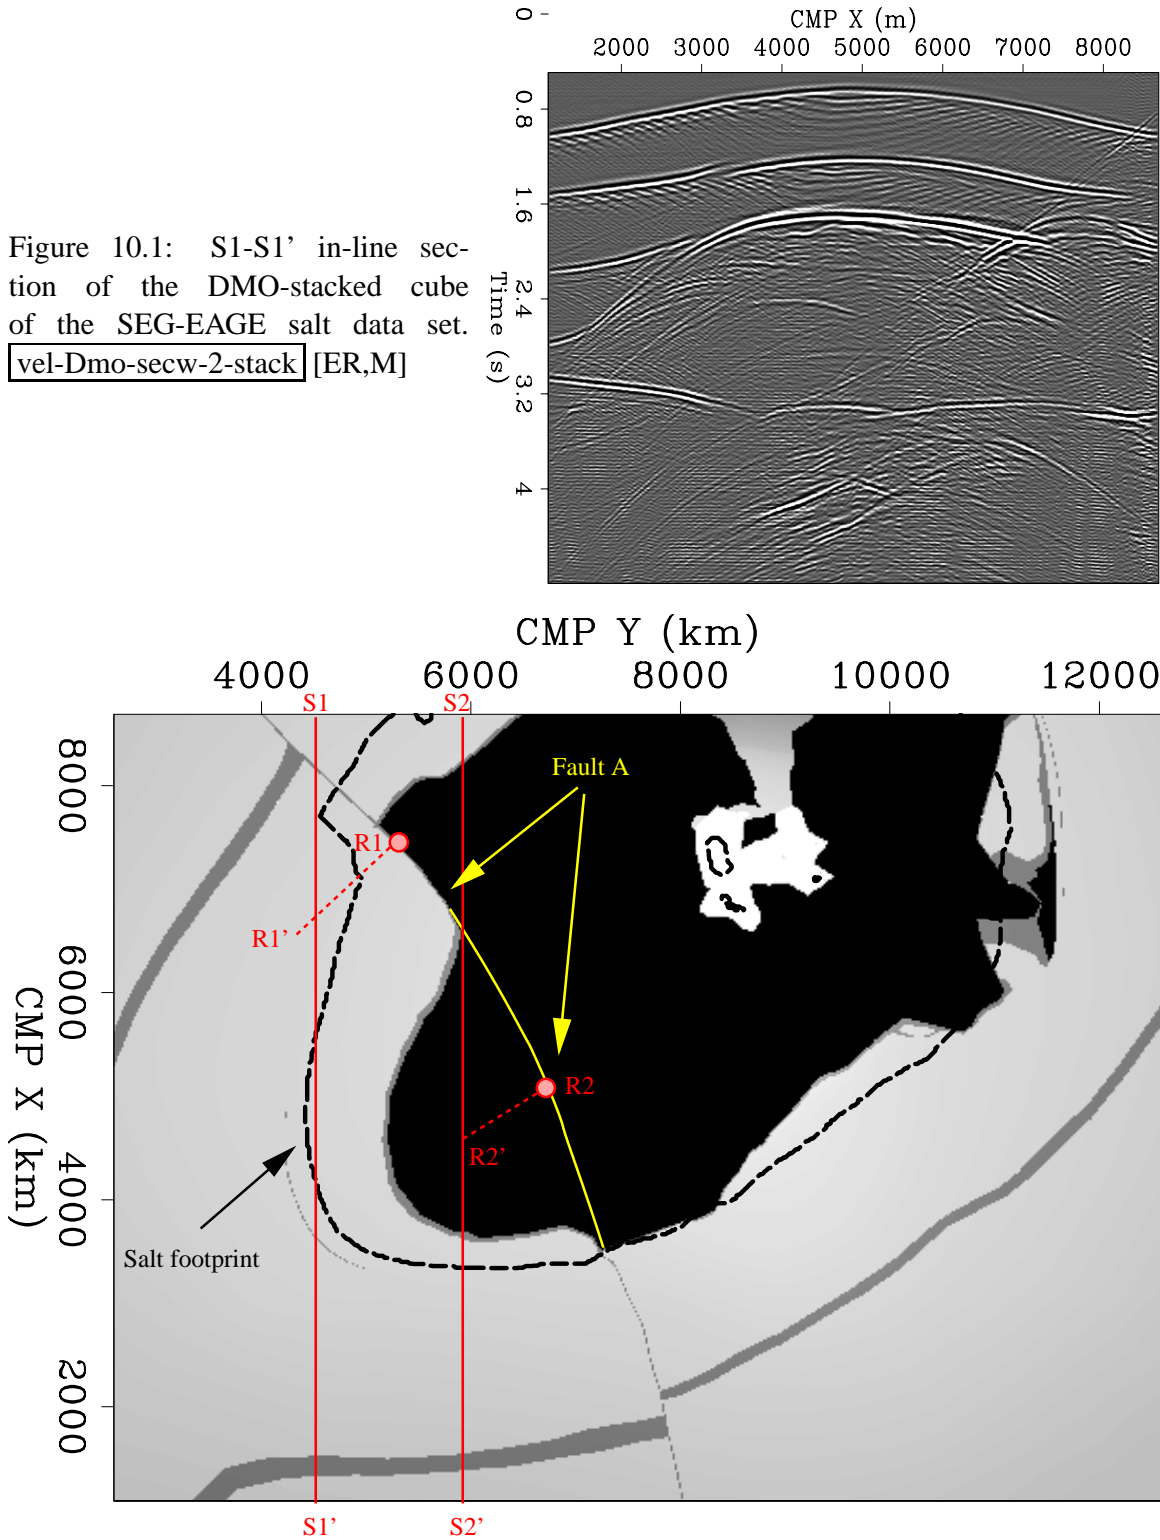 Figure 10.1: S1-S1’ in-line sec-
tion of the DMO-stacked cube
of the SEG-EAGE salt data set.
vel-Dmo-secw-2-stack [ER,M]
CMP X (m)
2000 3000 4000 5000 6000 7000 8000
0
0.8
1.6
2.4
3.2
4
Time (s)
CMP Y (km)
4000 6000 8000 10000 12000
S1 S2
8000
6000
4000
2000
CMP X (km)
Fault A
R1
R1’
R2
R2’
Salt footprint
S1’ S2’